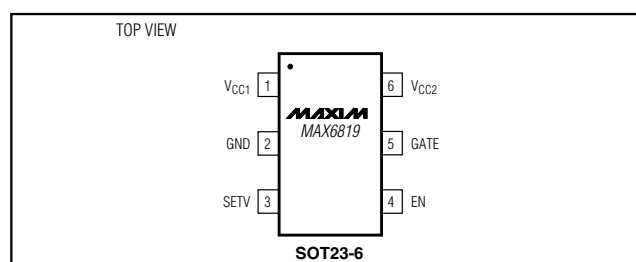 TOP VIEW
VCC1 1 6 VCC2
MAXIM
MAX6819
GND 2 5 GATE
SETV 3 4 EN
SOT23-6